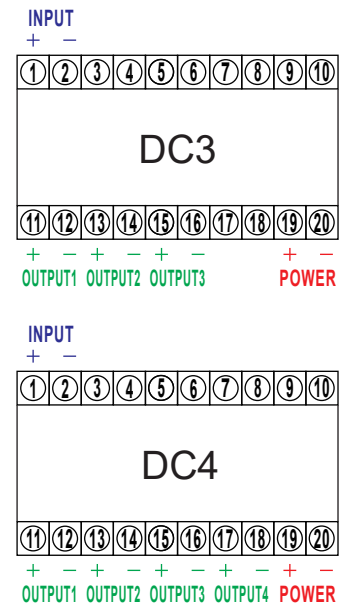 INPUT
+ −
① ② ③ ④ ⑤ ⑥ ⑦ ⑧ ⑨ ⑩
DC3
⑪ ⑫ ⑬ ⑭ ⑮ ⑯ ⑰ ⑱ ⑲ ⑳
+ − + − + − + −
OUTPUT1 OUTPUT2 OUTPUT3 POWER
INPUT
+ −
① ② ③ ④ ⑤ ⑥ ⑦ ⑧ ⑨ ⑩
DC4
⑪ ⑫ ⑬ ⑭ ⑮ ⑯ ⑰ ⑱ ⑲ ⑳
+ − + − + − + − + −
OUTPUT1 OUTPUT2 OUTPUT3 OUTPUT4 POWER